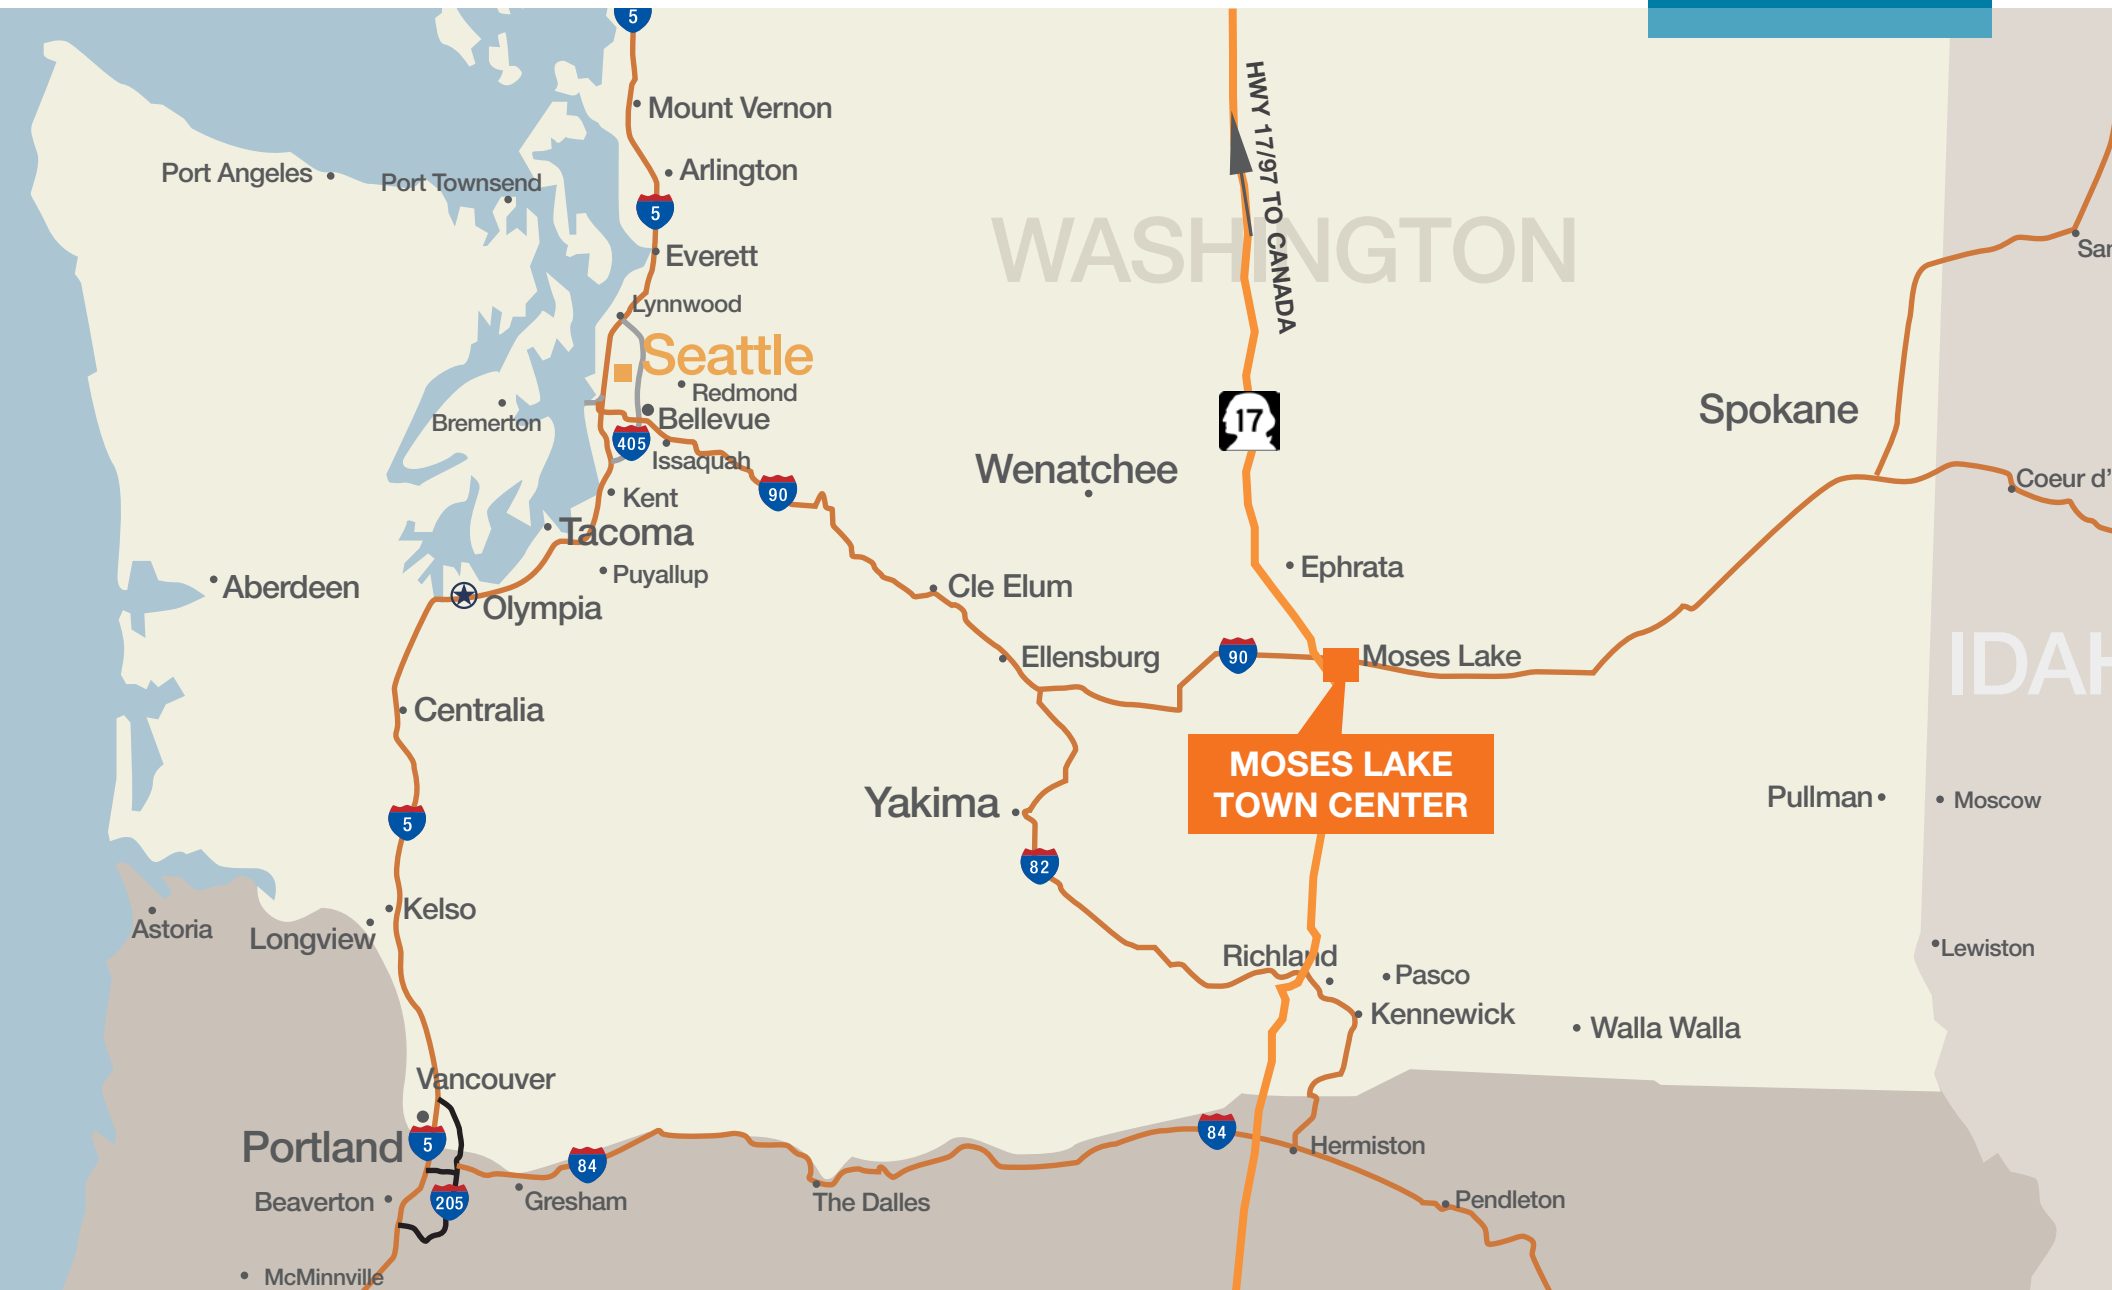 5
Mount Vernon
Arlington
Port Angeles
Port Townsend
5
Everett
Lynnwood
Seattle
Redmond
Bremerton
Bellevue
405
Issaquah
90
Kent
Tacoma
Puyallup
Aberdeen
Olympia
WASHINGTON
HWY 17/97 TO CANADA
17
Wenatchee
Spokane
San
Coeur d'
Cle Elum
Ephrata
Ellensburg
90
Moses Lake
IDAH
MOSES LAKE
TOWN CENTER
Centralia
5
Yakima
82
Pullman
Moscow
Kelso
Longview
Astoria
Richland
Pasco
Kennewick
Walla Walla
Lewiston
Vancouver
Portland
5
84
84
Hermiston
Beaverton
205
Gresham
The Dalles
Pendleton
McMinnville